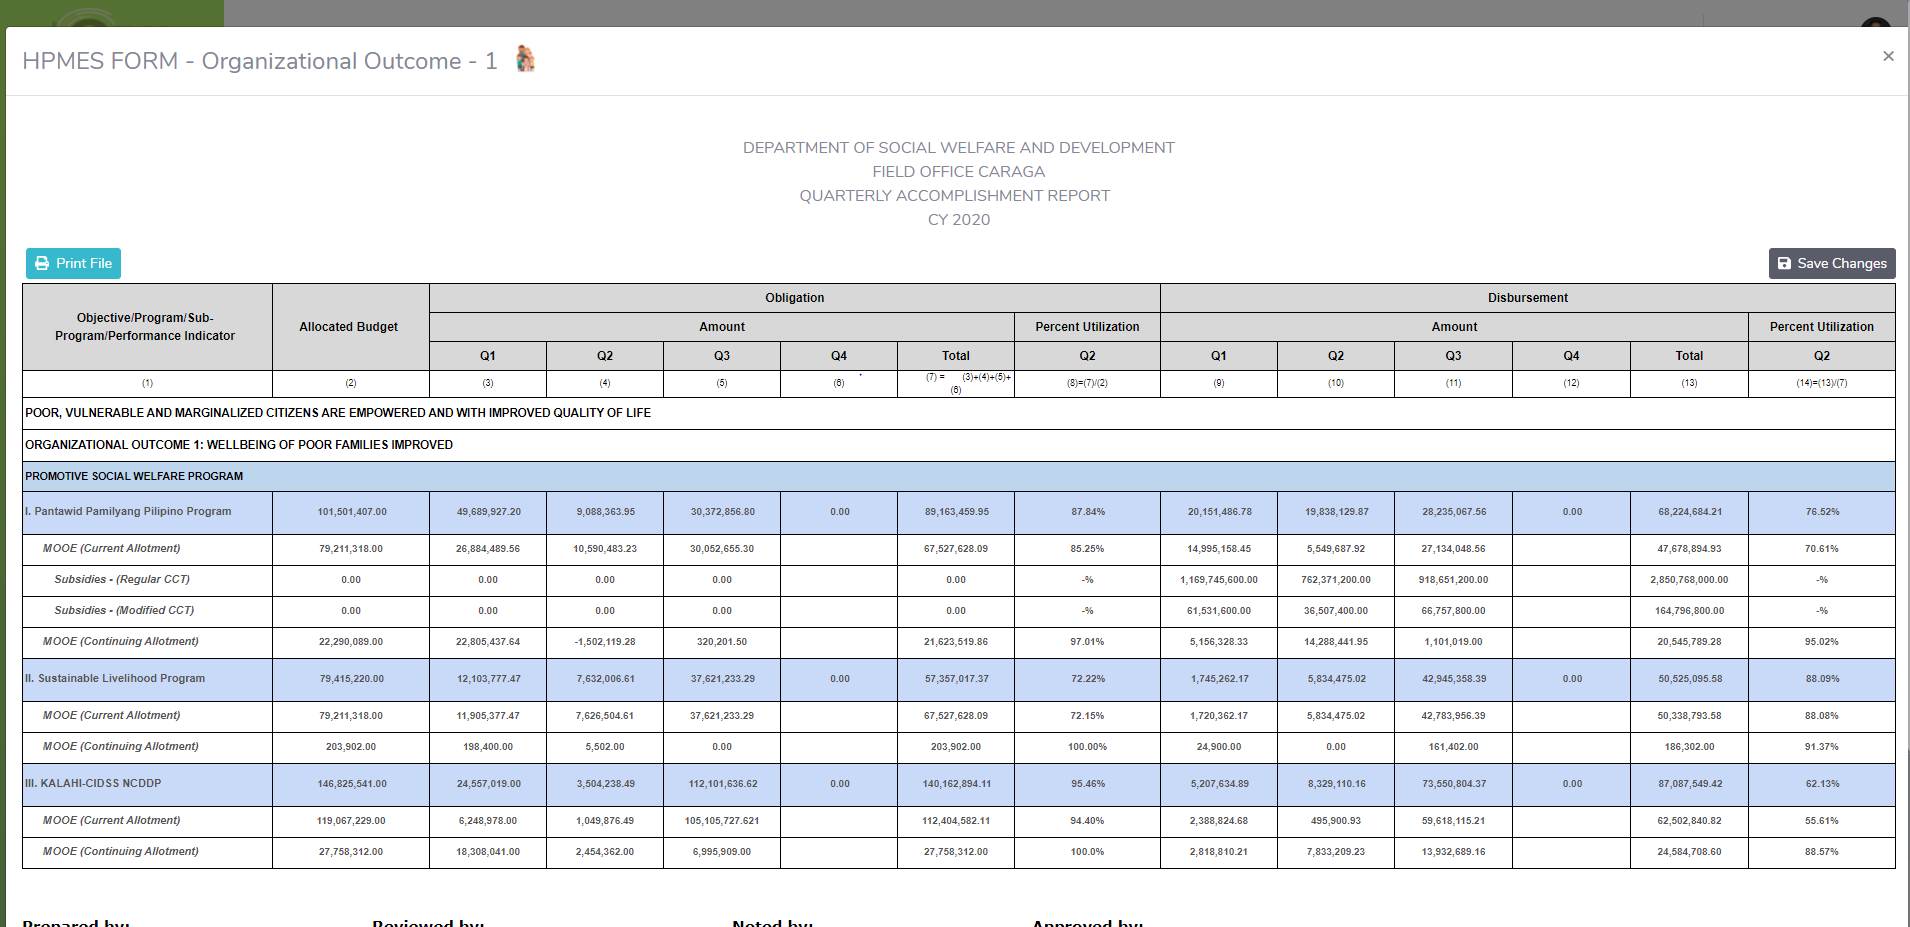 HPMES FORM - Organizational Outcome - 1
×
DEPARTMENT OF SOCIAL WELFARE AND DEVELOPMENT
FIELD OFFICE CARAGA
QUARTERLY ACCOMPLISHMENT REPORT
CY 2020
Print File
Save Changes
Objective/Program/Sub-
Program/Performance Indicator
Allocated Budget
Obligation
Disbursement
Amount
Percent Utilization
Amount
Percent Utilization
Q1 Q2 Q3 Q4 Total Q2 Q1 Q2 Q3 Q4 Total Q2
(1) (2) (3) (4) (5) (6) (7) = (3)+(4)+(5)+
(6) (8)=(7)/(2) (9) (10) (11) (12) (13) (14)=(13)/(7)
POOR, VULNERABLE AND MARGINALIZED CITIZENS ARE EMPOWERED AND WITH IMPROVED QUALITY OF LIFE
ORGANIZATIONAL OUTCOME 1: WELLBEING OF POOR FAMILIES IMPROVED
PROMOTIVE SOCIAL WELFARE PROGRAM
I. Pantawid Pamilyang Pilipino Program 101,501,407.00 49,689,927.20 9,088,363.95 30,372,856.80 0.00 89,163,459.95 87.84% 20,151,486.78 19,838,129.87 28,235,067.56 0.00 68,224,684.21 76.52%
MOOE (Current Allotment) 79,211,318.00 26,884,489.56 10,590,483.23 30,052,655.30 67,527,628.09 85.25% 14,995,158.45 5,549,687.92 27,134,048.56 47,678,894.93 70.61%
Subsidies - (Regular CCT) 0.00 0.00 0.00 0.00 0.00 -% 1,169,745,600.00 762,371,200.00 918,651,200.00 2,850,768,000.00 -%
Subsidies - (Modified CCT) 0.00 0.00 0.00 0.00 0.00 -% 61,531,600.00 36,507,400.00 66,757,800.00 164,796,800.00 -%
MOOE (Continuing Allotment) 22,290,089.00 22,805,437.64 -1,502,119.28 320,201.50 21,623,519.86 97.01% 5,156,328.33 14,288,441.95 1,101,019.00 20,545,789.28 95.02%
II. Sustainable Livelihood Program 79,415,220.00 12,103,777.47 7,632,006.61 37,621,233.29 0.00 57,357,017.37 72.22% 1,745,262.17 5,834,475.02 42,945,358.39 0.00 50,525,095.58 88.09%
MOOE (Current Allotment) 79,211,318.00 11,905,377.47 7,626,504.61 37,621,233.29 67,527,628.09 72.15% 1,720,362.17 5,834,475.02 42,783,956.39 50,338,793.58 88.08%
MOOE (Continuing Allotment) 203,902.00 198,400.00 5,502.00 0.00 203,902.00 100.00% 24,900.00 0.00 161,402.00 186,302.00 91.37%
III. KALAHI-CIDSS NCDDP 146,825,541.00 24,557,019.00 3,504,238.49 112,101,636.62 0.00 140,162,894.11 95.46% 5,207,634.89 8,329,110.16 73,550,804.37 0.00 87,087,549.42 62.13%
MOOE (Current Allotment) 119,067,229.00 6,248,978.00 1,049,876.49 105,105,727.621 112,404,582.11 94.40% 2,388,824.68 495,900.93 59,618,115.21 62,502,840.82 55.61%
MOOE (Continuing Allotment) 27,758,312.00 18,308,041.00 2,454,362.00 6,995,909.00 27,758,312.00 100.0% 2,818,810.21 7,833,209.23 13,932,689.16 24,584,708.60 88.57%
Prepared by: Reviewed by: Noted by: Approved by: